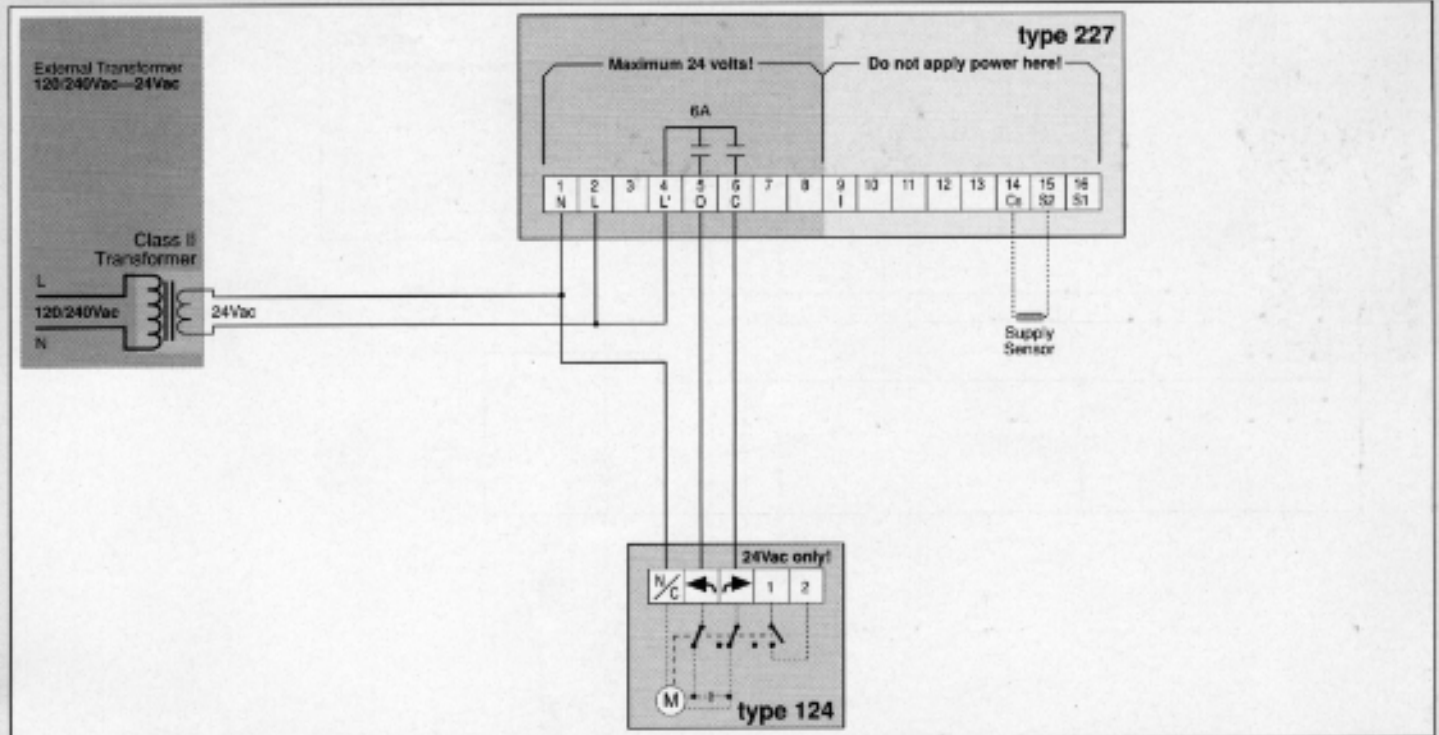 type 227
External Transformer
120/240Vac—24Vac
Maximum 24 volts!
Do not apply power here!
6A
1 2 3 4 5 6 7 8 9 10 11 12 13 14 15 16
N L L' O C I Cs S2 S1
Class II
Transformer
L
120/240Vac
24Vac
N
Supply
Sensor
24Vac only!
N/C 1 2
M
type 124